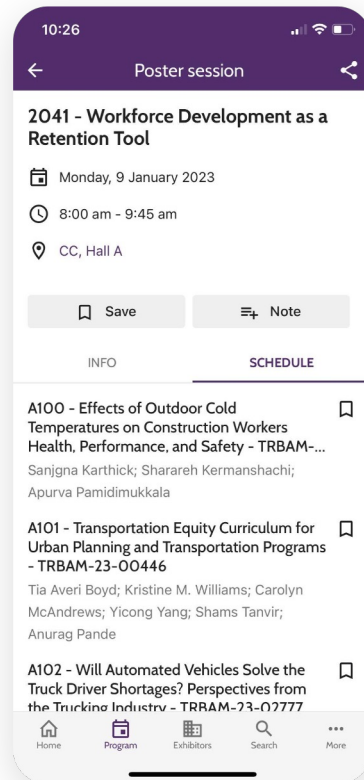 10:26
Poster session
2041 - Workforce Development as a
Retention Tool
Monday, 9 January 2023
8:00 am - 9:45 am
CC, Hall A
Save
Note
INFO
SCHEDULE
A100 - Effects of Outdoor Cold
Temperatures on Construction Workers
Health, Performance, and Safety - TRBAM-...
Sanjgna Karthick; Sharareh Kermanshachi;
Apurva Pamidimukkala
A101 - Transportation Equity Curriculum for
Urban Planning and Transportation Programs
- TRBAM-23-00446
Tia Averi Boyd; Kristine M. Williams; Carolyn
McAndrews; Yicong Yang; Shams Tanvir;
Anurag Pande
A102 - Will Automated Vehicles Solve the
Truck Driver Shortages? Perspectives from
the Trucking Industry - TRBAM-23-02777
Home
Program
Exhibitors
Search
More